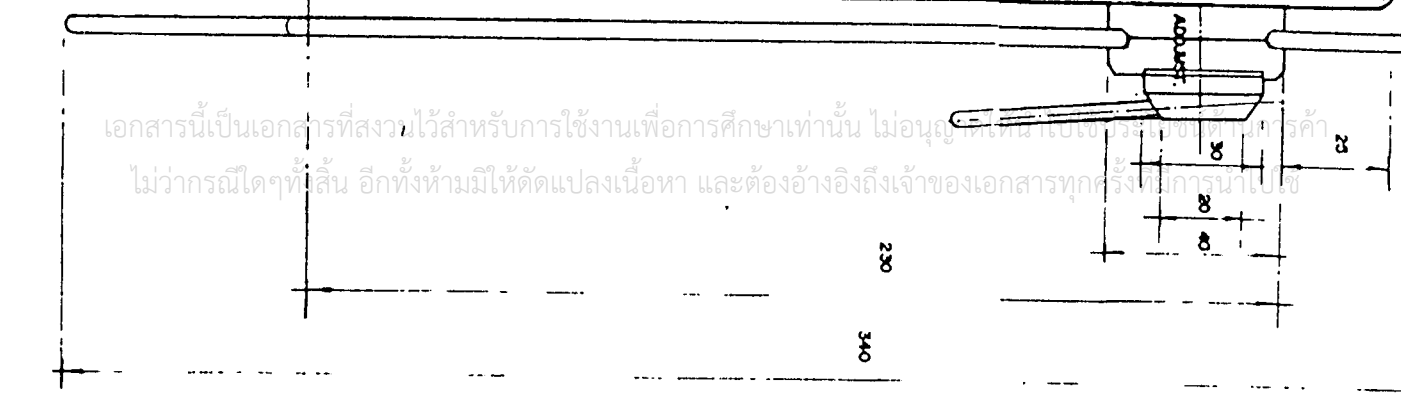 ADDJUST.
เอกสารนี้เป็นเอกสารที่สงวนไว้สำหรับการใช้งานเพื่อการศึกษาเท่านั้น ไม่อนุญาตให้นำไปใช้ประโยชน์ด้านการค้า
ไม่ว่ากรณีใดๆทั้งสิ้น อีกทั้งห้ามมิให้ดัดแปลงเนื้อหา และต้องอ้างอิงถึงเจ้าของเอกสารทุกครั้งที่มีการนำไปใช้
25
30
20
40
230
340